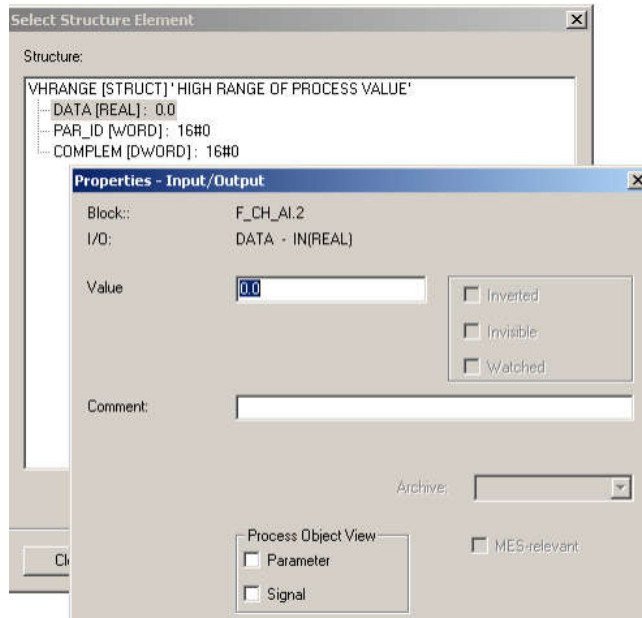 Select Structure Element
Structure:
VHRANGE [STRUCT] 'HIGH RANGE OF PROCESS VALUE'
DATA [REAL] : 0.0
PAR_ID [WORD] : 16#0
COMPLEM [DWORD] : 16#0
Properties - Input/Output
Block:: F_CH_AI.2
I/O: DATA - IN(REAL)
Value 0.0
Inverted
Invisible
Watched
Comment:
Archive:
Process Object View
Parameter
MES-relevant
Signal